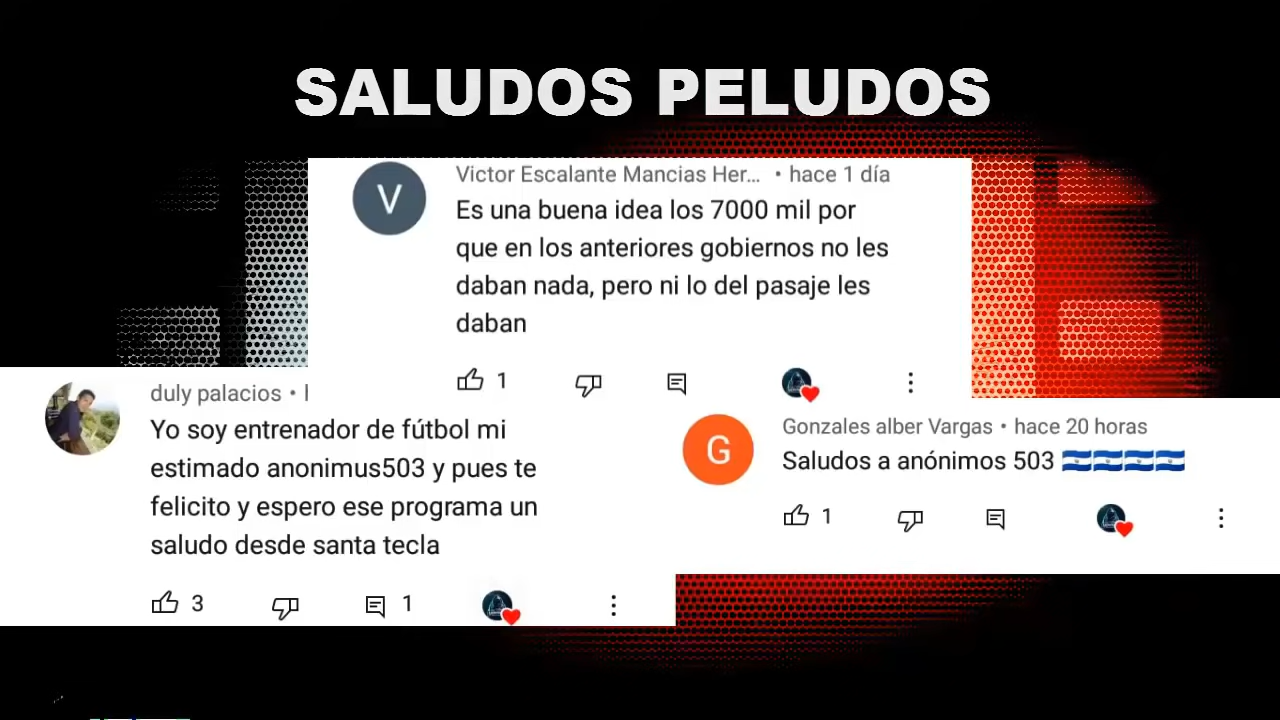 SALUDOS PELUDOS
V
Victor Escalante Mancias Her... • hace 1 día
Es una buena idea los 7000 mil por
que en los anteriores gobiernos no les
daban nada, pero ni lo del pasaje les
daban
1
duly palacios •
Yo soy entrenador de fútbol mi
estimado anonimus503 y pues te
felicito y espero ese programa un
saludo desde santa tecla
3 1
G
Gonzales alber Vargas • hace 20 horas
Saludos a anónimos 503 🇸🇻🇸🇻🇸🇻🇸🇻
1